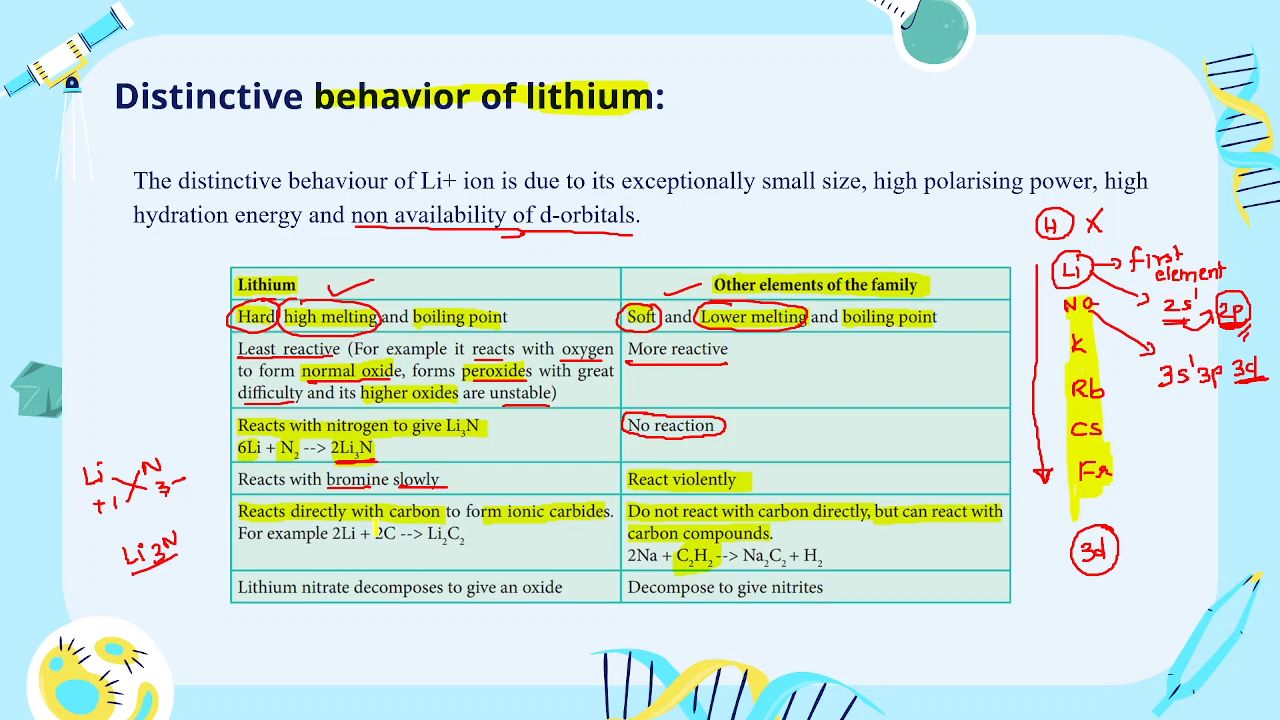 Distinctive behavior of lithium:
The distinctive behaviour of Li+ ion is due to its exceptionally small size, high polarising power, high
hydration energy and non availability of d-orbitals.
Lithium
Other elements of the family
Hard high melting and boiling point
Soft and Lower melting and boiling point
Least reactive (For example it reacts with oxygen
to form normal oxide, forms peroxides with great
difficulty and its higher oxides are unstable)
More reactive
Reacts with nitrogen to give Li₃N
6Li + N₂ --> 2Li₃N
No reaction
Reacts with bromine slowly
React violently
Reacts directly with carbon to form ionic carbides.
For example 2Li + 2C --> Li₂C₂
Do not react with carbon directly, but can react with
carbon compounds.
2Na + C₂H₂ --> Na₂C₂ + H₂
Lithium nitrate decomposes to give an oxide
Decompose to give nitrites
H X
Li → first
element
2s¹ 2p
Na
K
3s¹ 3p 3d
Rb
Cs
Fr
3d
Li N
+1 3-
Li3N